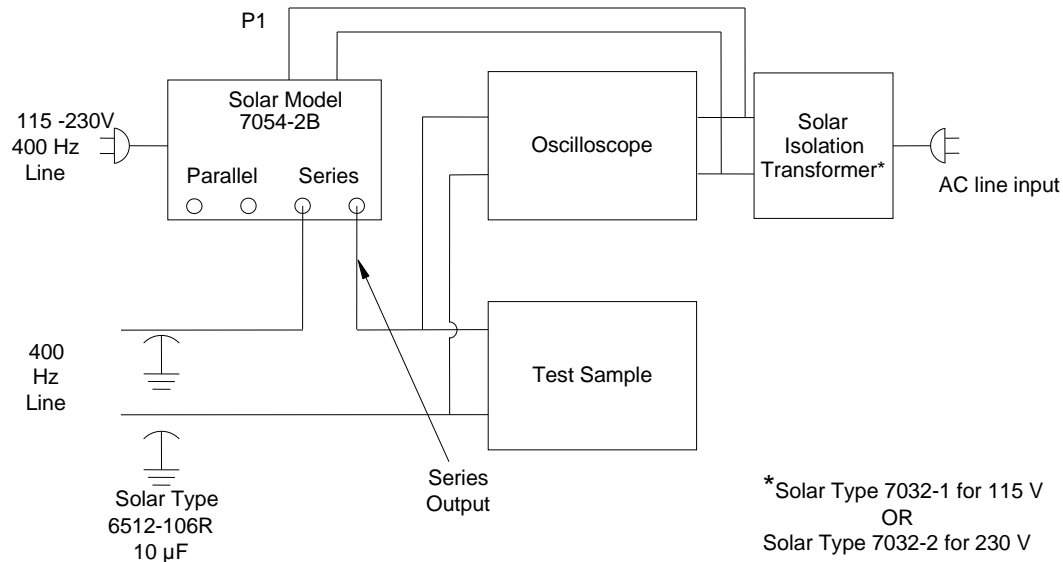 P1
Solar Model
7054-2B
Parallel
Series
115 -230V
400 Hz
Line
Oscilloscope
Solar
Isolation
Transformer*
AC line input
400
Hz
Line
Test Sample
Series
Output
Solar Type
6512-106R
10 µF
*Solar Type 7032-1 for 115 V
OR
Solar Type 7032-2 for 230 V